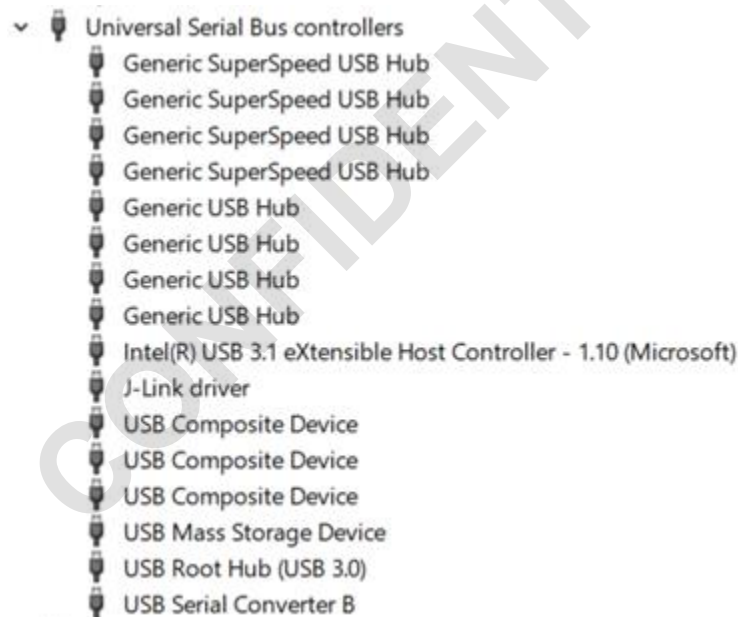 Universal Serial Bus controllers
Generic SuperSpeed USB Hub
Generic SuperSpeed USB Hub
Generic SuperSpeed USB Hub
Generic SuperSpeed USB Hub
Generic USB Hub
Generic USB Hub
Generic USB Hub
Generic USB Hub
Intel(R) USB 3.1 eXtensible Host Controller - 1.10 (Microsoft)
J-Link driver
USB Composite Device
USB Composite Device
USB Composite Device
USB Mass Storage Device
USB Root Hub (USB 3.0)
USB Serial Converter B
CONFIDENT